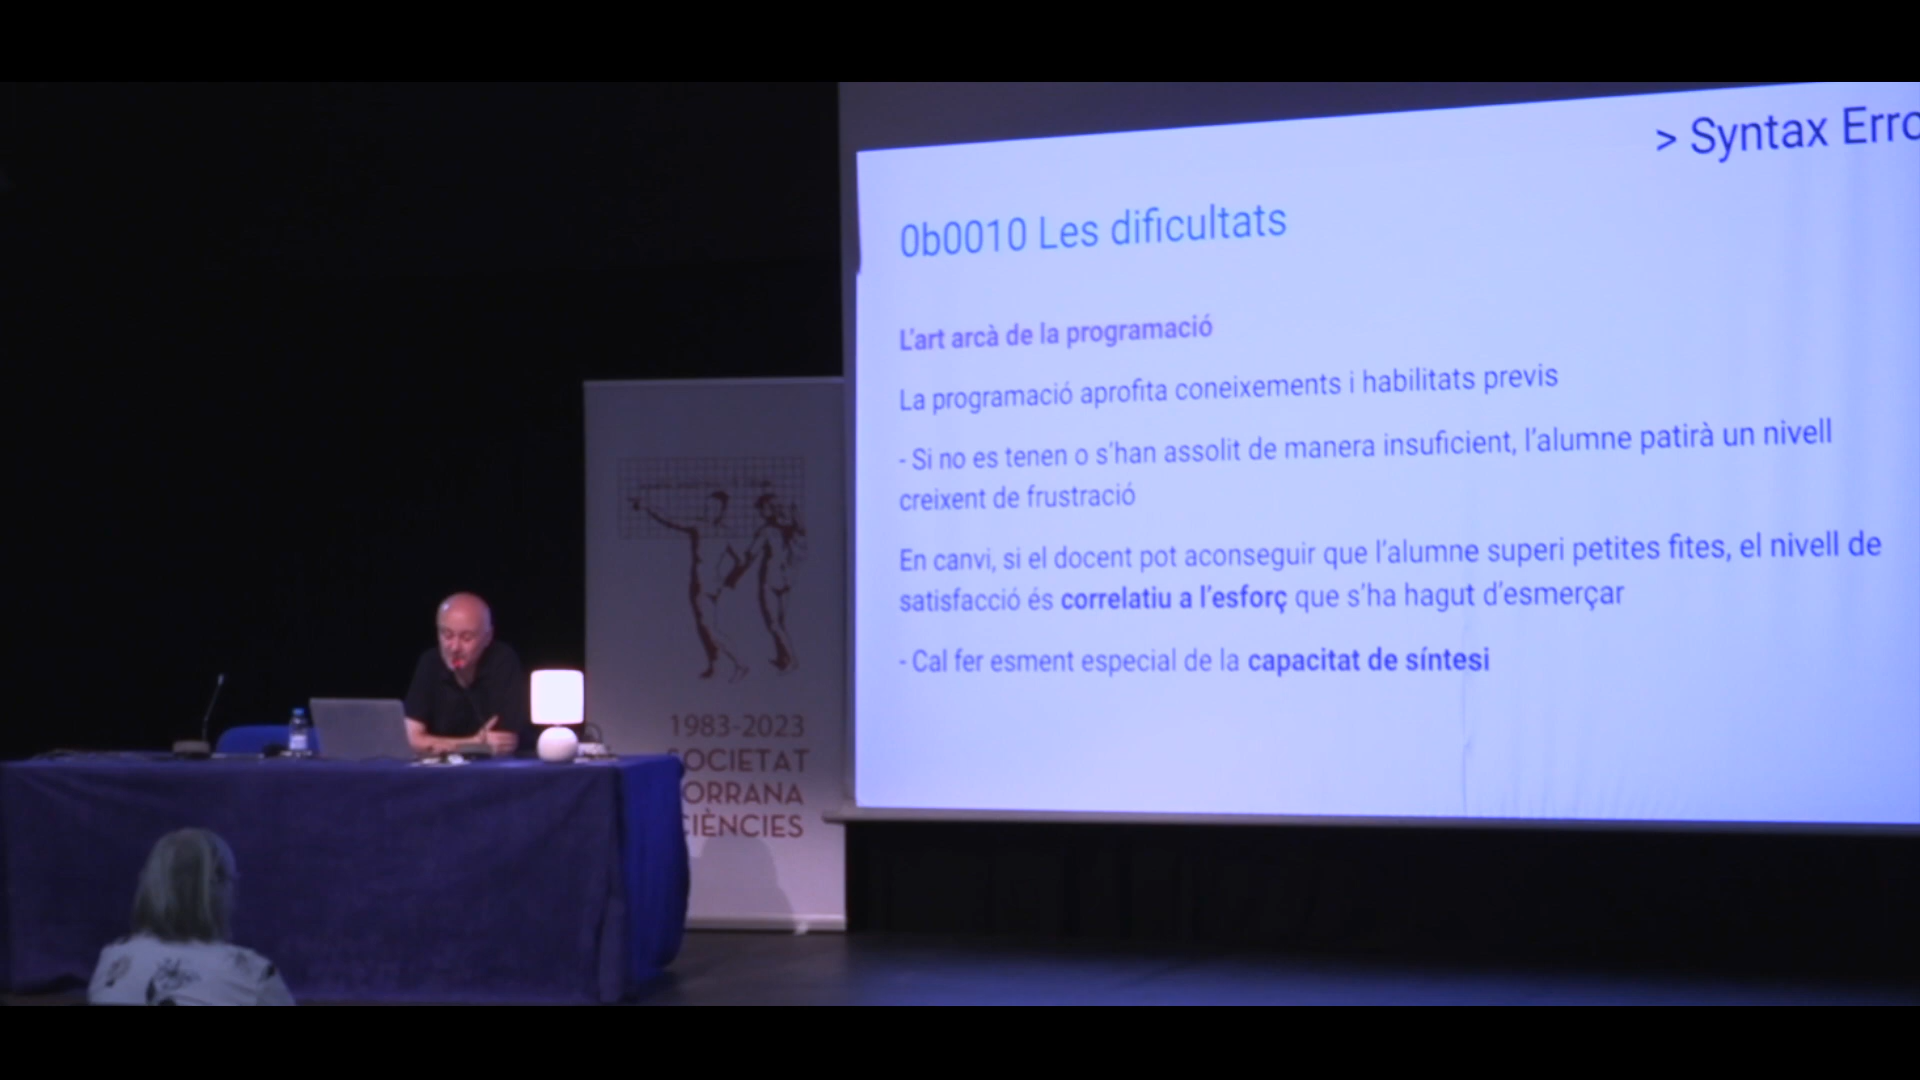 > Syntax Erro
0b0010 Les dificultats
L'art arcà de la programació
La programació aprofita coneixements i habilitats previs
- Si no es tenen o s'han assolit de manera insuficient, l'alumne patirà un nivell
creixent de frustració
En canvi, si el docent pot aconseguir que l'alumne superi petites fites, el nivell de
satisfacció és correlatiu a l'esforç que s'ha hagut d'esmerçar
- Cal fer esment especial de la capacitat de síntesi
1983-2023
SOCIETAT
ORRANA
CIÈNCIES